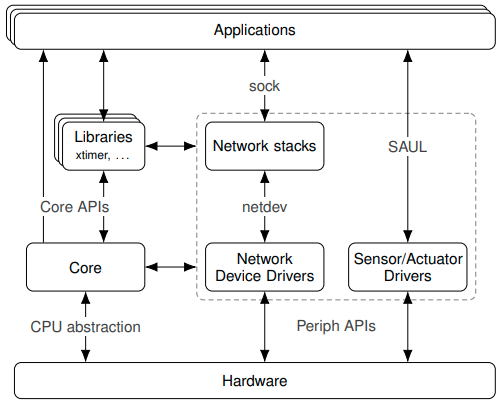 Applications
sock
Libraries
xtimer, ...
Network stacks
SAUL
Core APIs
netdev
Core
Network
Device Drivers
Sensor/Actuator
Drivers
CPU abstraction
Periph APIs
Hardware